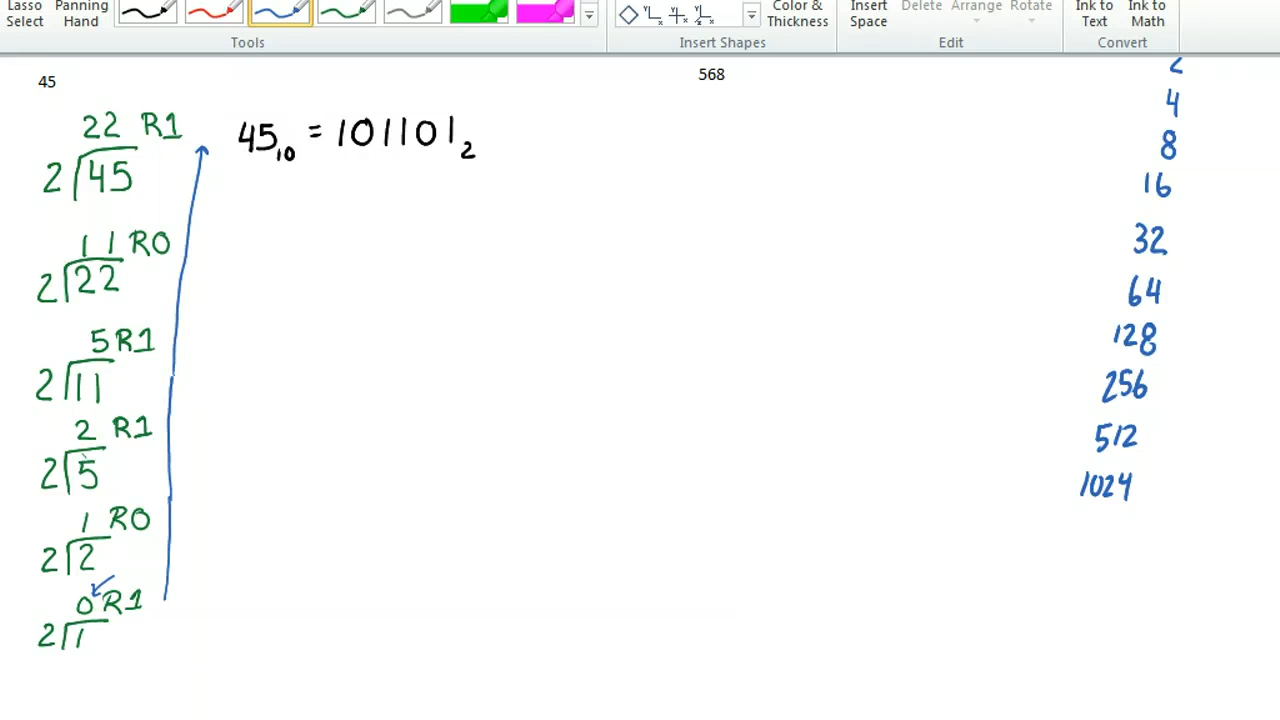 Lasso Select
Panning Hand
Color & Thickness
Insert Space
Delete
Arrange
Rotate
Ink to Text
Ink to Math
Tools
Insert Shapes
Edit
Convert
45
568
22 R1
2 45
11 R0
2 22
5 R1
2 11
2 R1
2 5
1 R0
2 2
0 R1
2 1
45₁₀ = 101101₂
2
4
8
16
32
64
128
256
512
1024